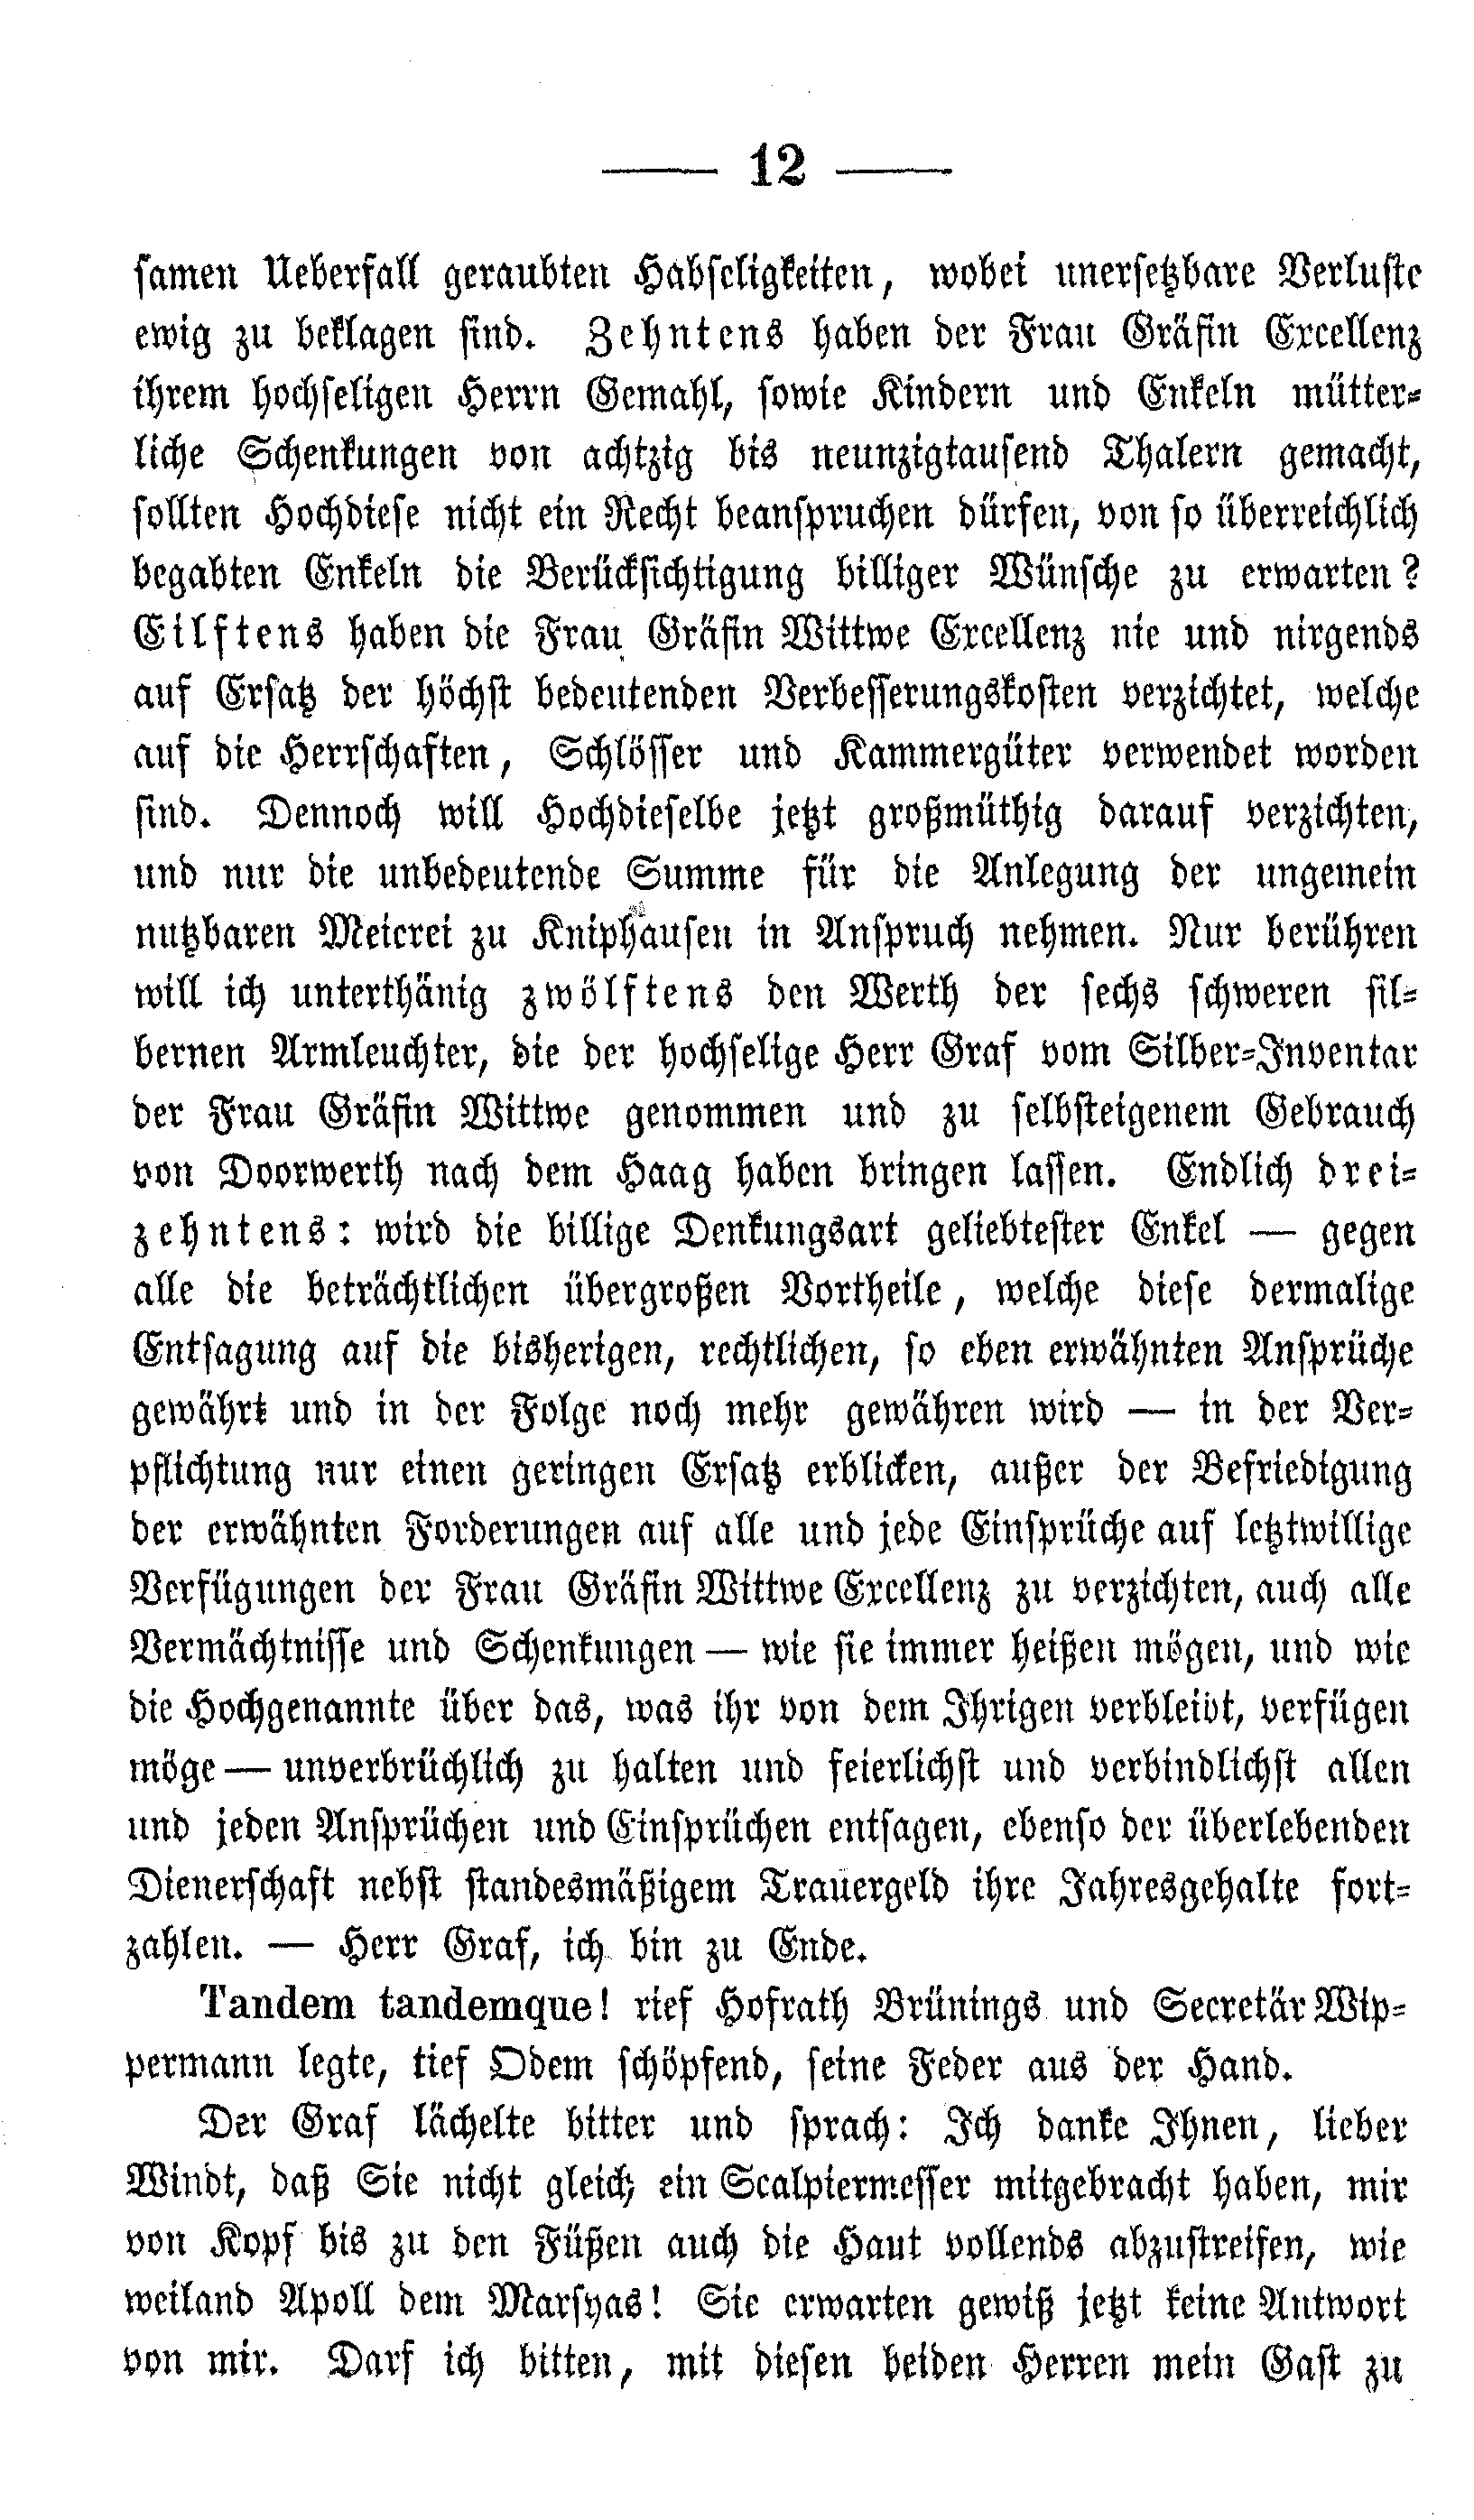 — 12 —
samen Ueberfall geraubten Habseligkeiten, wobei unersetzbare Verluste
ewig zu beklagen sind. Zehntens haben der Frau Gräfin Excellenz
ihrem hochseligen Herrn Gemahl, sowie Kindern und Enkeln mütter-
liche Schenkungen von achtzig bis neunzigtausend Thalern gemacht,
sollten Hochdiese nicht ein Recht beanspruchen dürfen, von so überreichlich
begabten Enkeln die Berücksichtigung billiger Wünsche zu erwarten?
Eilftens haben die Frau Gräfin Wittwe Excellenz nie und nirgends
auf Ersatz der höchst bedeutenden Verbesserungskosten verzichtet, welche
auf die Herrschaften, Schlösser und Kammergüter verwendet worden
sind. Dennoch will Hochdieselbe jetzt großmüthig darauf verzichten,
und nur die unbedeutende Summe für die Anlegung der ungemein
nutzbaren Meierei zu Kniphausen in Anspruch nehmen. Nur berühren
will ich unterthänig zwölftens den Werth der sechs schweren sil-
bernen Armleuchter, die der hochselige Herr Graf vom Silber-Inventar
der Frau Gräfin Wittwe genommen und zu selbsteigenem Gebrauch
von Doorwerth nach dem Haag haben bringen lassen. Endlich drei-
zehntens: wird die billige Denkungsart geliebtester Enkel — gegen
alle die beträchtlichen übergroßen Vortheile, welche diese dermalige
Entsagung auf die bisherigen, rechtlichen, so eben erwähnten Ansprüche
gewährt und in der Folge noch mehr gewähren wird — in der Ver-
pflichtung nur einen geringen Ersatz erblicken, außer der Befriedigung
der erwähnten Forderungen auf alle und jede Einsprüche auf letztwillige
Verfügungen der Frau Gräfin Wittwe Excellenz zu verzichten, auch alle
Vermächtnisse und Schenkungen — wie sie immer heißen mögen, und wie
die Hochgenannte über das, was ihr von dem Ihrigen verbleibt, verfügen
möge — unverbrüchlich zu halten und feierlichst und verbindlichst allen
und jeden Ansprüchen und Einsprüchen entsagen, ebenso der überlebenden
Dienerschaft nebst standesmäßigem Trauergeld ihre Jahresgehalte fort-
zahlen. — Herr Graf, ich bin zu Ende.
Tandem tandemque! rief Hofrath Brünings und Secretär Wip-
permann legte, tief Odem schöpfend, seine Feder aus der Hand.
Der Graf lächelte bitter und sprach: Ich danke Ihnen, lieber
Windt, daß Sie nicht gleich ein Scalpiermesser mitgebracht haben, mir
von Kopf bis zu den Füßen auch die Haut vollends abzustreifen, wie
weiland Apoll dem Marsyas! Sie erwarten gewiß jetzt keine Antwort
von mir. Darf ich bitten, mit diesen beiden Herren mein Gast zu